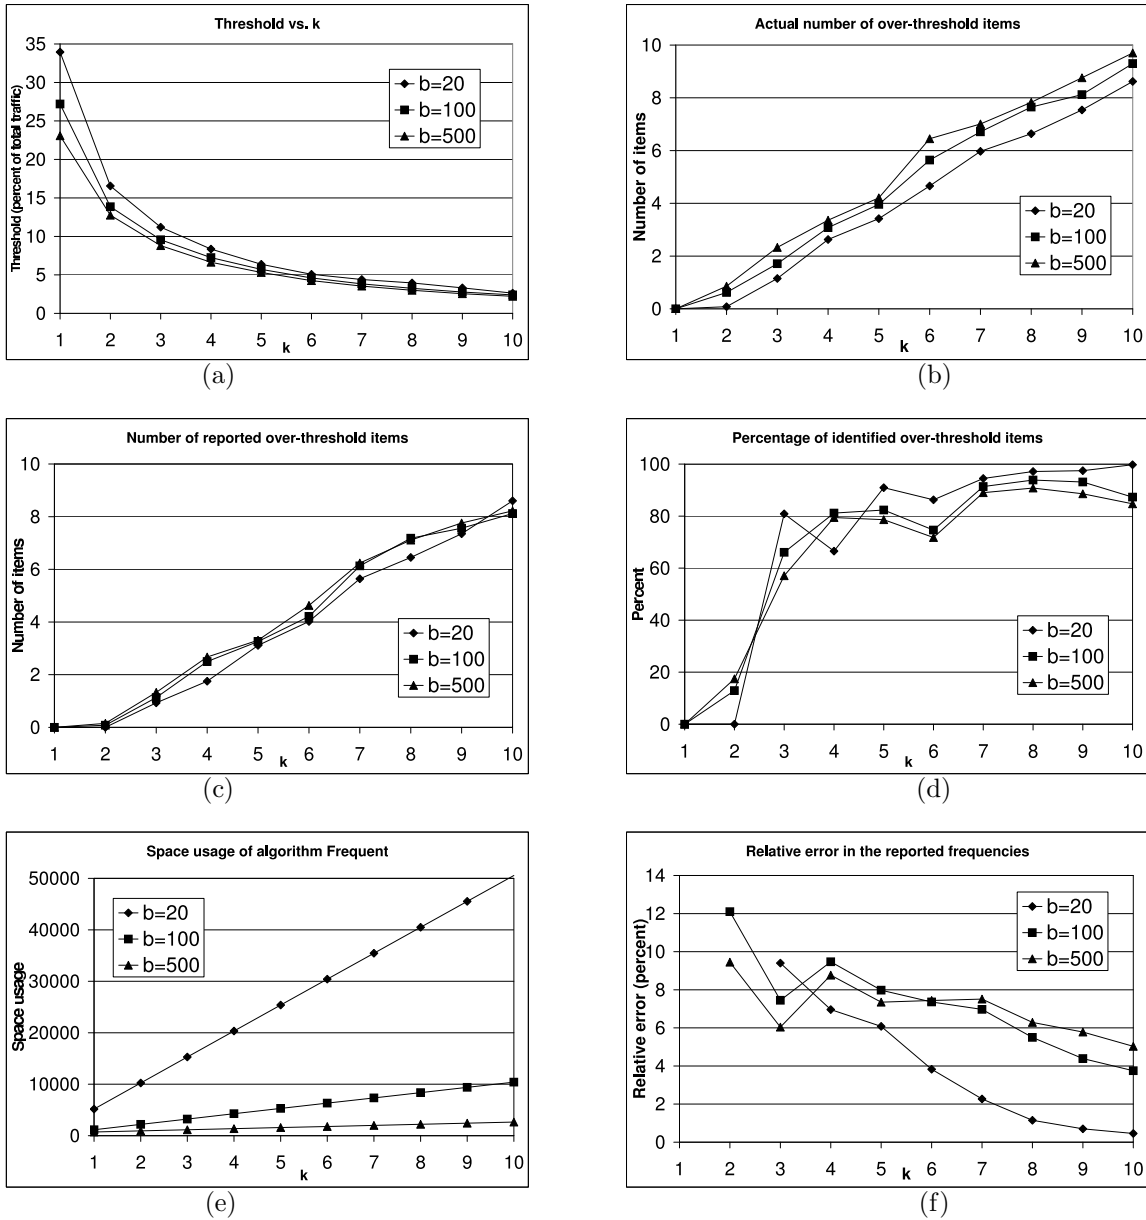 Threshold vs. k
Threshold (percent of total traffic)
35
30
25
20
15
10
5
0
b=20
b=100
b=500
1 2 3 4 5 6 7 8 9 10
k
(a)
Actual number of over-threshold items
Number of items
10
8
6
4
2
0
b=20
b=100
b=500
1 2 3 4 5 6 7 8 9 10
k
(b)
Number of reported over-threshold items
Number of items
10
8
6
4
2
0
b=20
b=100
b=500
1 2 3 4 5 6 7 8 9 10
k
(c)
Percentage of identified over-threshold items
Percent
100
80
60
40
20
0
b=20
b=100
b=500
1 2 3 4 5 6 7 8 9 10
k
(d)
Space usage of algorithm Frequent
Space usage
50000
40000
30000
20000
10000
0
b=20
b=100
b=500
1 2 3 4 5 6 7 8 9 10
k
(e)
Relative error in the reported frequencies
Relative error (percent)
14
12
10
8
6
4
2
0
b=20
b=100
b=500
1 2 3 4 5 6 7 8 9 10
k
(f)